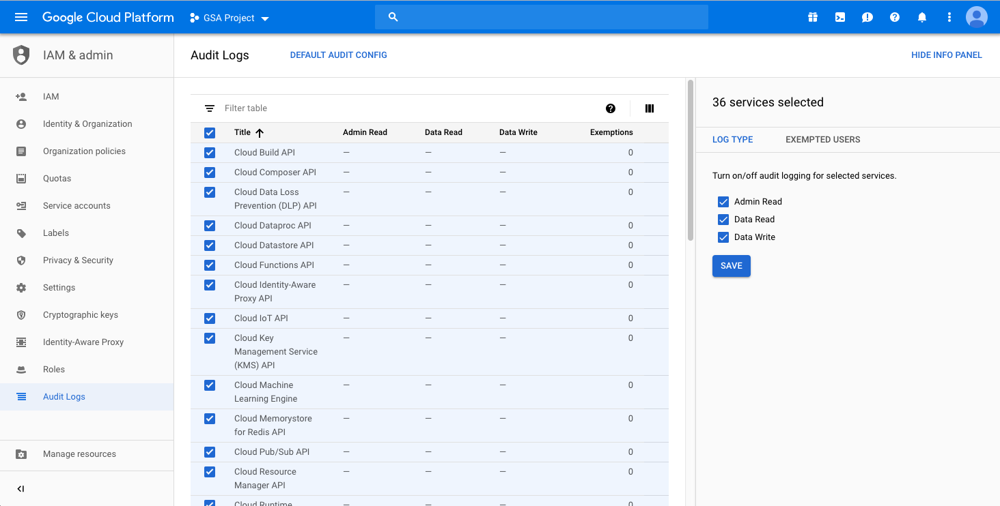 Google Cloud Platform
GSA Project
IAM & admin
Audit Logs
DEFAULT AUDIT CONFIG
HIDE INFO PANEL
IAM
Identity & Organization
Organization policies
Quotas
Service accounts
Labels
Privacy & Security
Settings
Cryptographic keys
Identity-Aware Proxy
Roles
Audit Logs
Manage resources
Filter table
Title Admin Read Data Read Data Write Exemptions
Cloud Build API — — — 0
Cloud Composer API — — — 0
Cloud Data Loss — — — 0
Prevention (DLP) API
Cloud Dataproc API — — — 0
Cloud Datastore API — — — 0
Cloud Functions API — — — 0
Cloud Identity-Aware — — — 0
Proxy API
Cloud IoT API — — — 0
Cloud Key — — — 0
Management Service
(KMS) API
Cloud Machine — — — 0
Learning Engine
Cloud Memorystore — — — 0
for Redis API
Cloud Pub/Sub API — — — 0
Cloud Resource — — — 0
Manager API
Cloud Runtime — — — 0
36 services selected
LOG TYPE
EXEMPTED USERS
Turn on/off audit logging for selected services.
Admin Read
Data Read
Data Write
SAVE